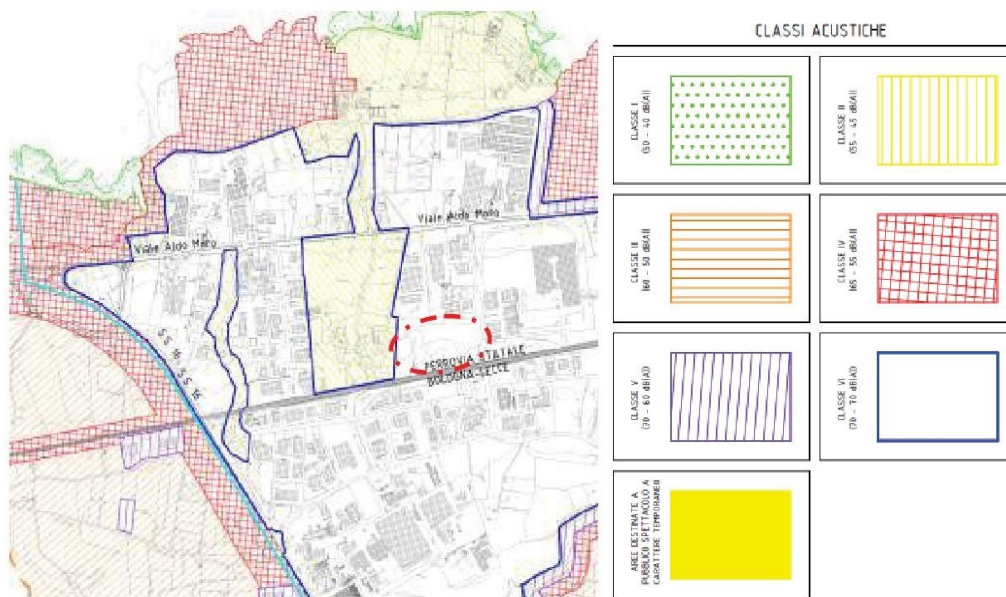 Viale Aldo Moro
Viale Aldo Moro
S.S. 16
S.S. 16
FERROVIA STATALE
BOLOGNA-LECCE
CLASSI ACUSTICHE
CLASSE I
(50 - 40 dB(A))
CLASSE II
(55 - 45 dB(A))
CLASSE III
(60 - 50 dB(A))
CLASSE IV
(65 - 55 dB(A))
CLASSE V
(70 - 60 dB(A))
CLASSE VI
(70 - 70 dB(A))
AREE DESTINATE A
PUBBLICO SPETTACOLO A
CARATTERE TEMPORANEO